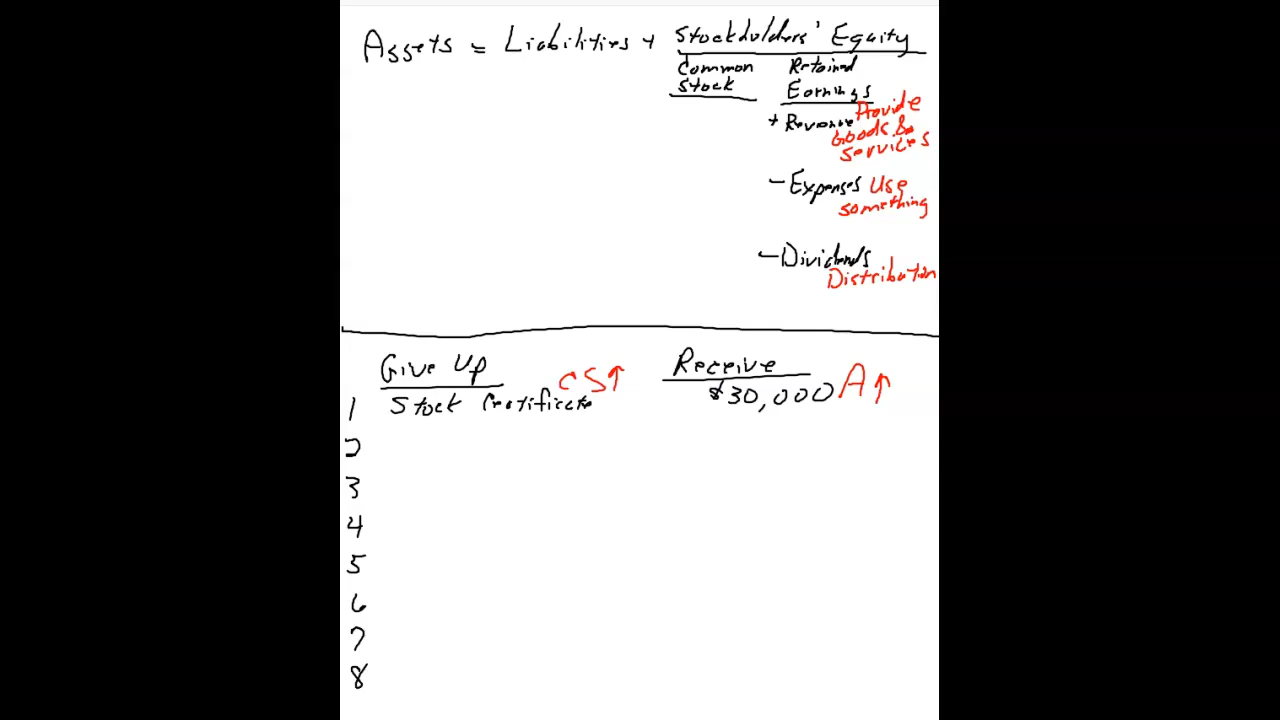 Assets = Liabilities + Stockholders' Equity
Common Stock
Retained Earnings
+ Revenue Provide Goods & Services
- Expenses Use something
- Dividends Distribution
Give Up Receive
1 Stock Certificate CS↑ $30,000 A↑
2
3
4
5
6
7
8